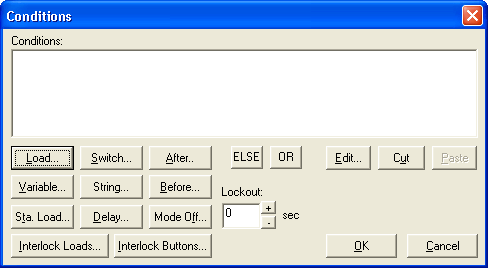 Conditions
Conditions:
Load... Switch... After.. ELSE OR Edit... Cut Paste
Variable... String... Before... Lockout:
Sta. Load... Delay... Mode Off... 0 + - sec
Interlock Loads... Interlock Buttons... OK Cancel